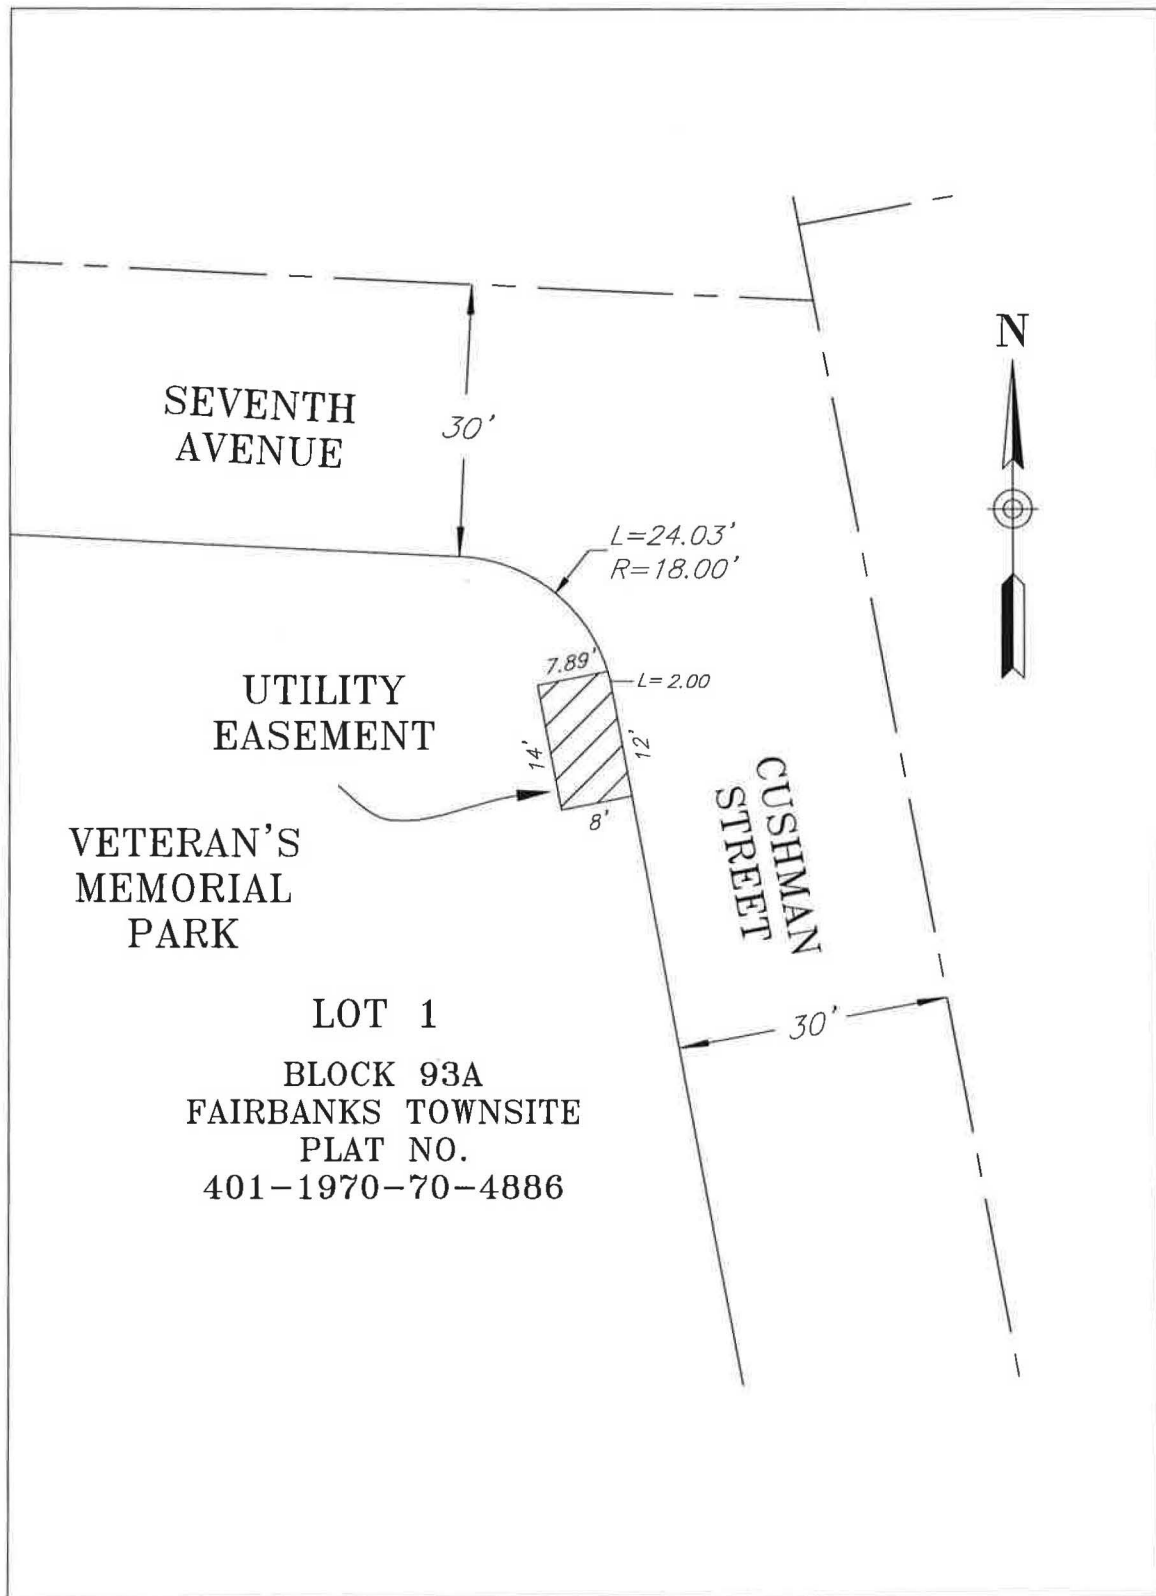 N
SEVENTH
AVENUE
30'
L=24.03'
R=18.00'
7.89'
L=2.00
UTILITY
EASEMENT
14'
12'
8'
CUSHMAN
STREET
VETERAN'S
MEMORIAL
PARK
30'
LOT 1
BLOCK 93A
FAIRBANKS TOWNSITE
PLAT NO.
401-1970-70-4886